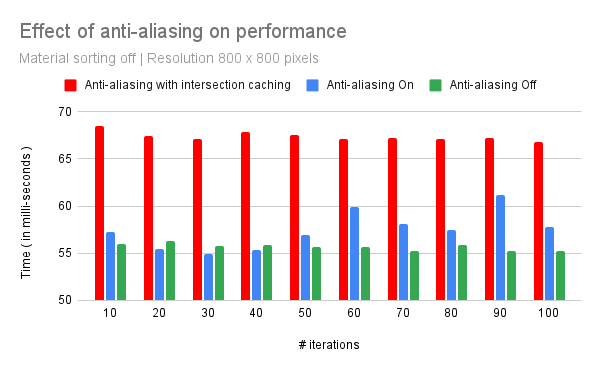 Effect of anti-aliasing on performance
Material sorting off | Resolution 800 x 800 pixels
Anti-aliasing with intersection caching Anti-aliasing On Anti-aliasing Off
70
65
60
55
50
Time ( in milli-seconds )
10 20 30 40 50 60 70 80 90 100
# iterations